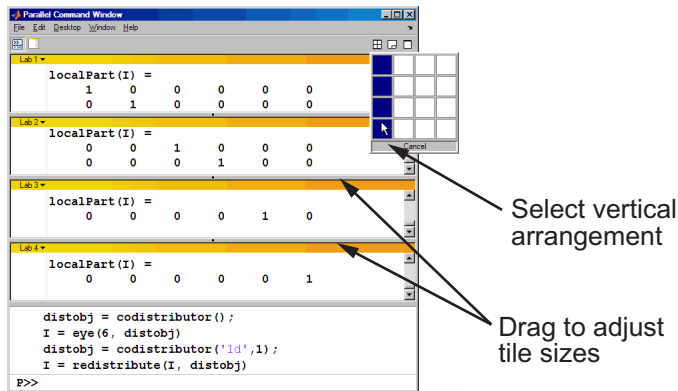 Parallel Command Window
File Edit Desktop Window Help
Lab 1
localPart(I) =
1 0 0 0 0 0
0 1 0 0 0 0
Lab 2
localPart(I) =
0 0 1 0 0 0
0 0 0 1 0 0
Lab 3
localPart(I) =
0 0 0 0 1 0
Lab 4
localPart(I) =
0 0 0 0 0 1
Cancel
Select vertical
arrangement
Drag to adjust
tile sizes
distobj = codistributor();
I = eye(6, distobj)
distobj = codistributor('1d',1);
I = redistribute(I, distobj)
P>>